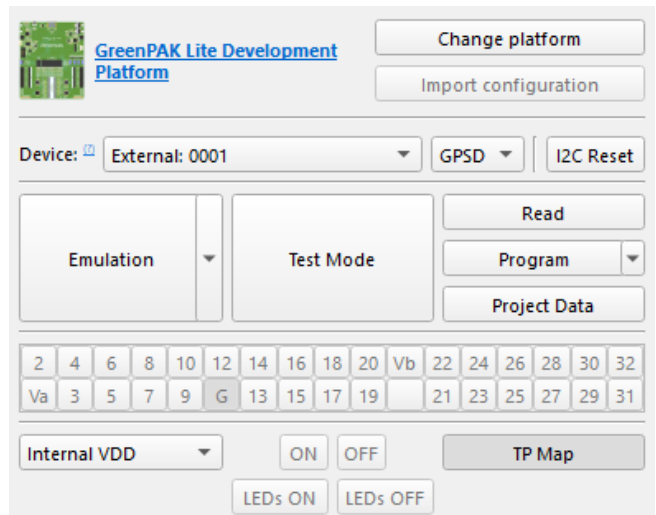 GreenPAK Lite Development
Platform
Change platform
Import configuration
Device: External: 0001 GPSD I2C Reset
Emulation
Test Mode
Read
Program
Project Data
2 4 6 8 10 12 14 16 18 20 Vb 22 24 26 28 30 32
Va 3 5 7 9 G 13 15 17 19 21 23 25 27 29 31
Internal VDD ON OFF TP Map
LEDs ON LEDs OFF